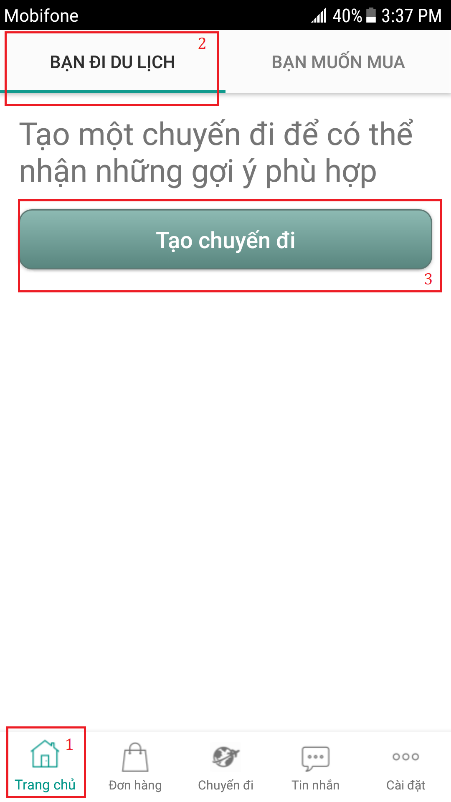 Mobifone 40% 3:37 PM
BẠN ĐI DU LỊCH 2 BẠN MUỐN MUA
Tạo một chuyến đi để có thể
nhận những gợi ý phù hợp
Tạo chuyến đi
3
1
Trang chủ Đơn hàng Chuyến đi Tin nhắn Cài đặt